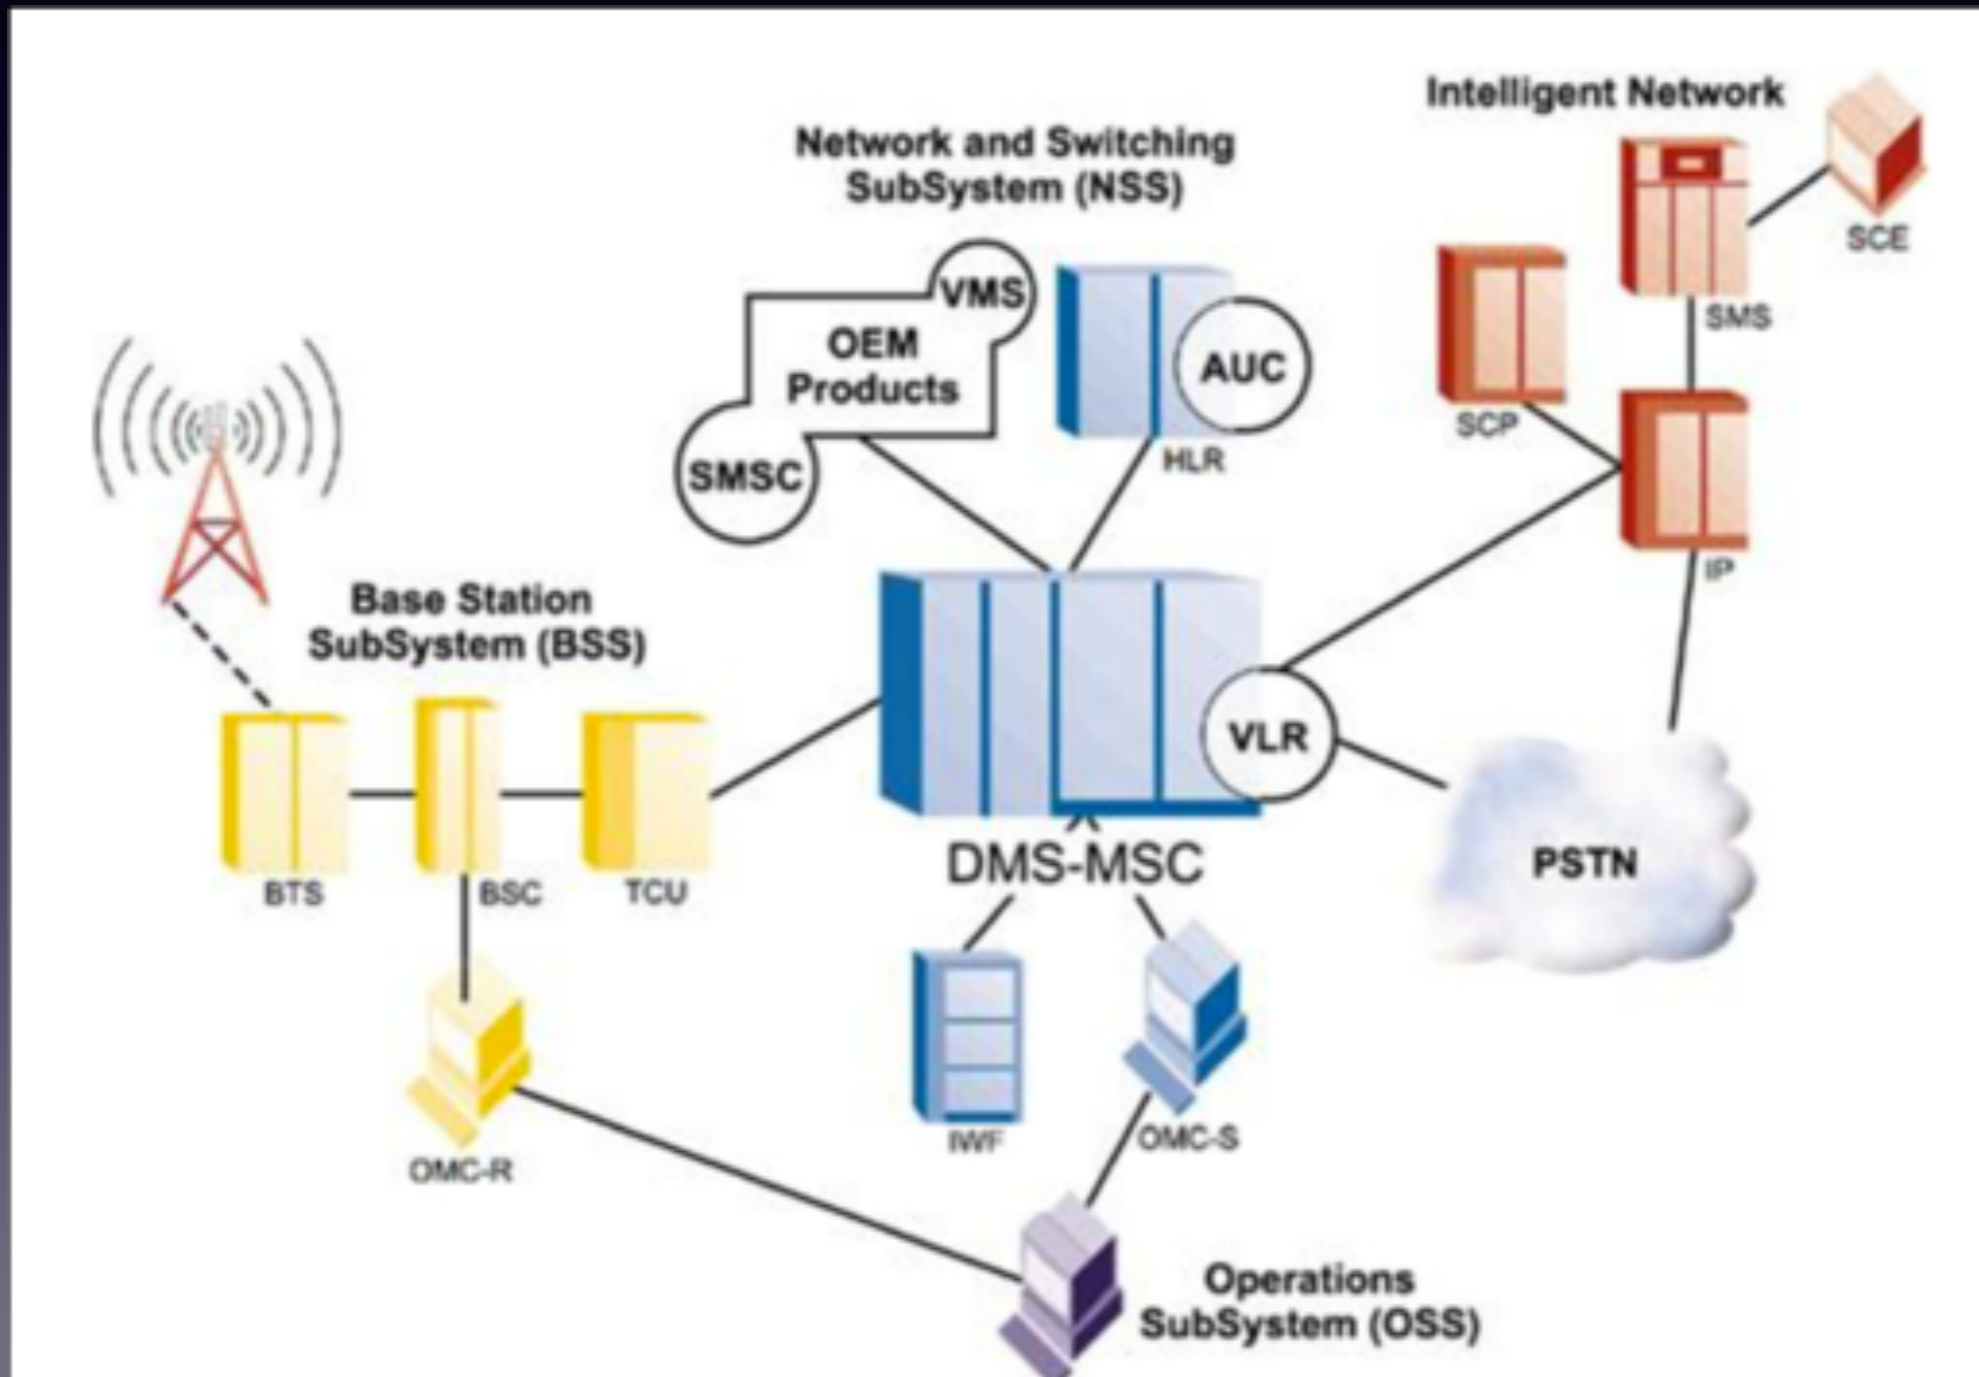 Intelligent Network
Network and Switching
SubSystem (NSS)
SCE
VMS
SMS
OEM
Products
AUC
SCP
HLR
SMSC
IP
Base Station
SubSystem (BSS)
VLR
PSTN
DMS-MSC
BTS
BSC
TCU
IWF
OMC-S
OMC-R
Operations
SubSystem (OSS)